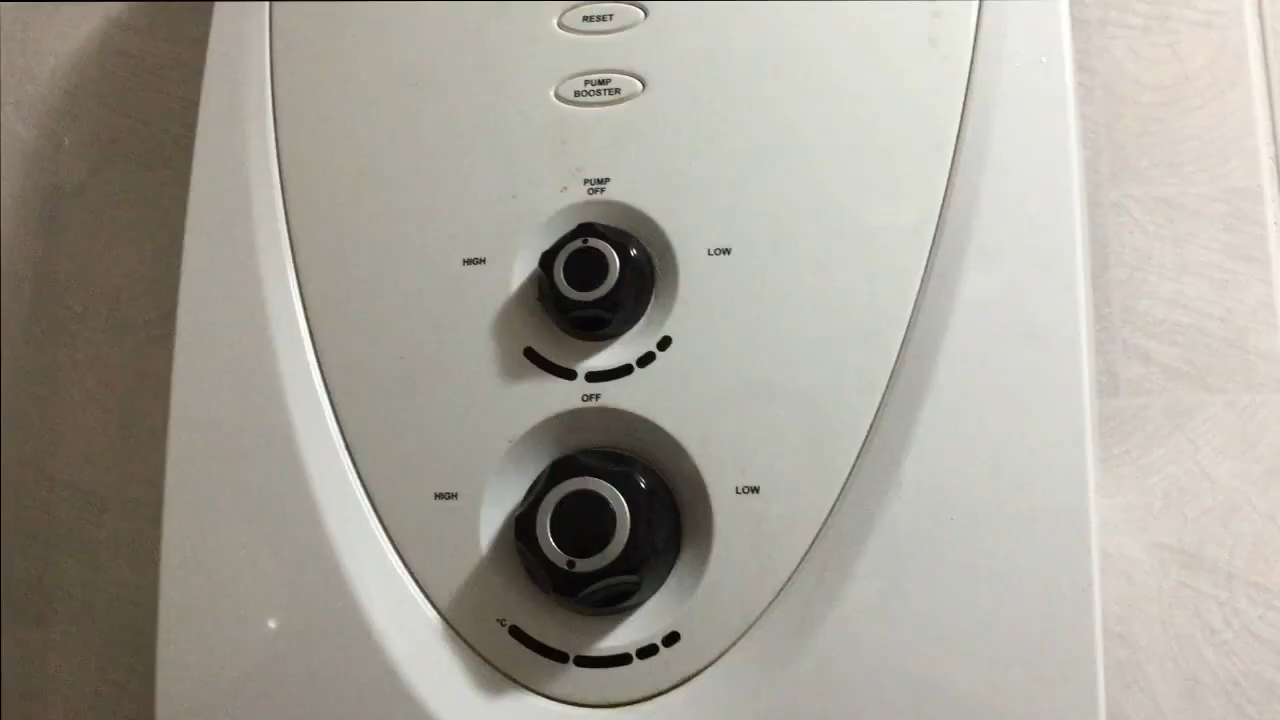 RESET
PUMP
BOOSTER
PUMP
OFF
HIGH
LOW
OFF
HIGH
LOW
°C